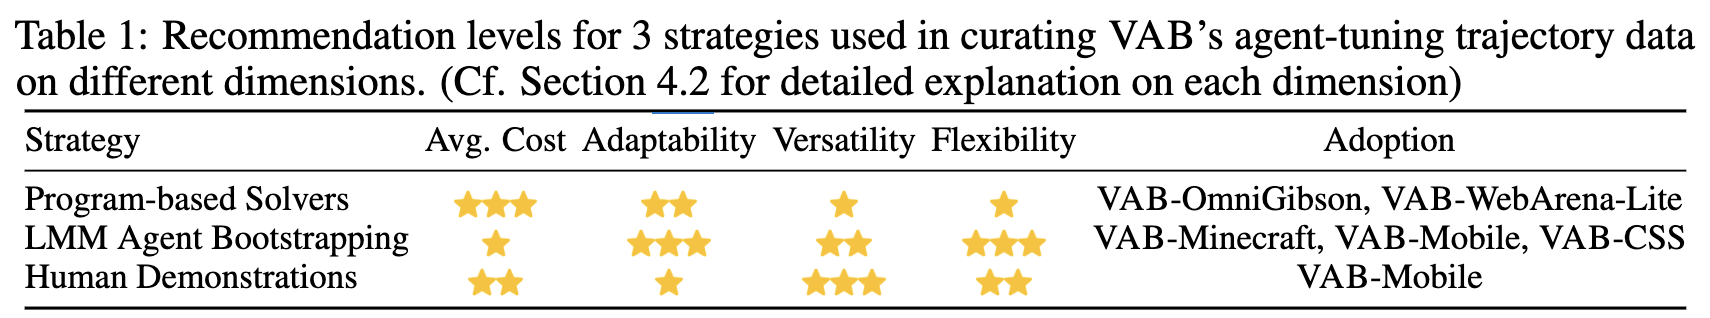 Table 1: Recommendation levels for 3 strategies used in curating VAB's agent-tuning trajectory data
on different dimensions. (Cf. Section 4.2 for detailed explanation on each dimension)
Strategy Avg. Cost Adaptability Versatility Flexibility Adoption
Program-based Solvers ★★★ ★★ ★ ★ VAB-OmniGibson, VAB-WebArena-Lite
LMM Agent Bootstrapping ★ ★★★ ★★ ★★★ VAB-Minecraft, VAB-Mobile, VAB-CSS
Human Demonstrations ★★ ★ ★★★ ★★ VAB-Mobile